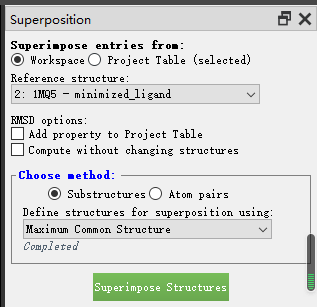 Superposition
Superimpose entries from:
Workspace Project Table (selected)
Reference structure:
2: 1MQ5 - minimized_ligand
RMSD options:
Add property to Project Table
Compute without changing structures
Choose method:
Substructures Atom pairs
Define structures for superposition using:
Maximum Common Structure
Completed
Superimpose Structures